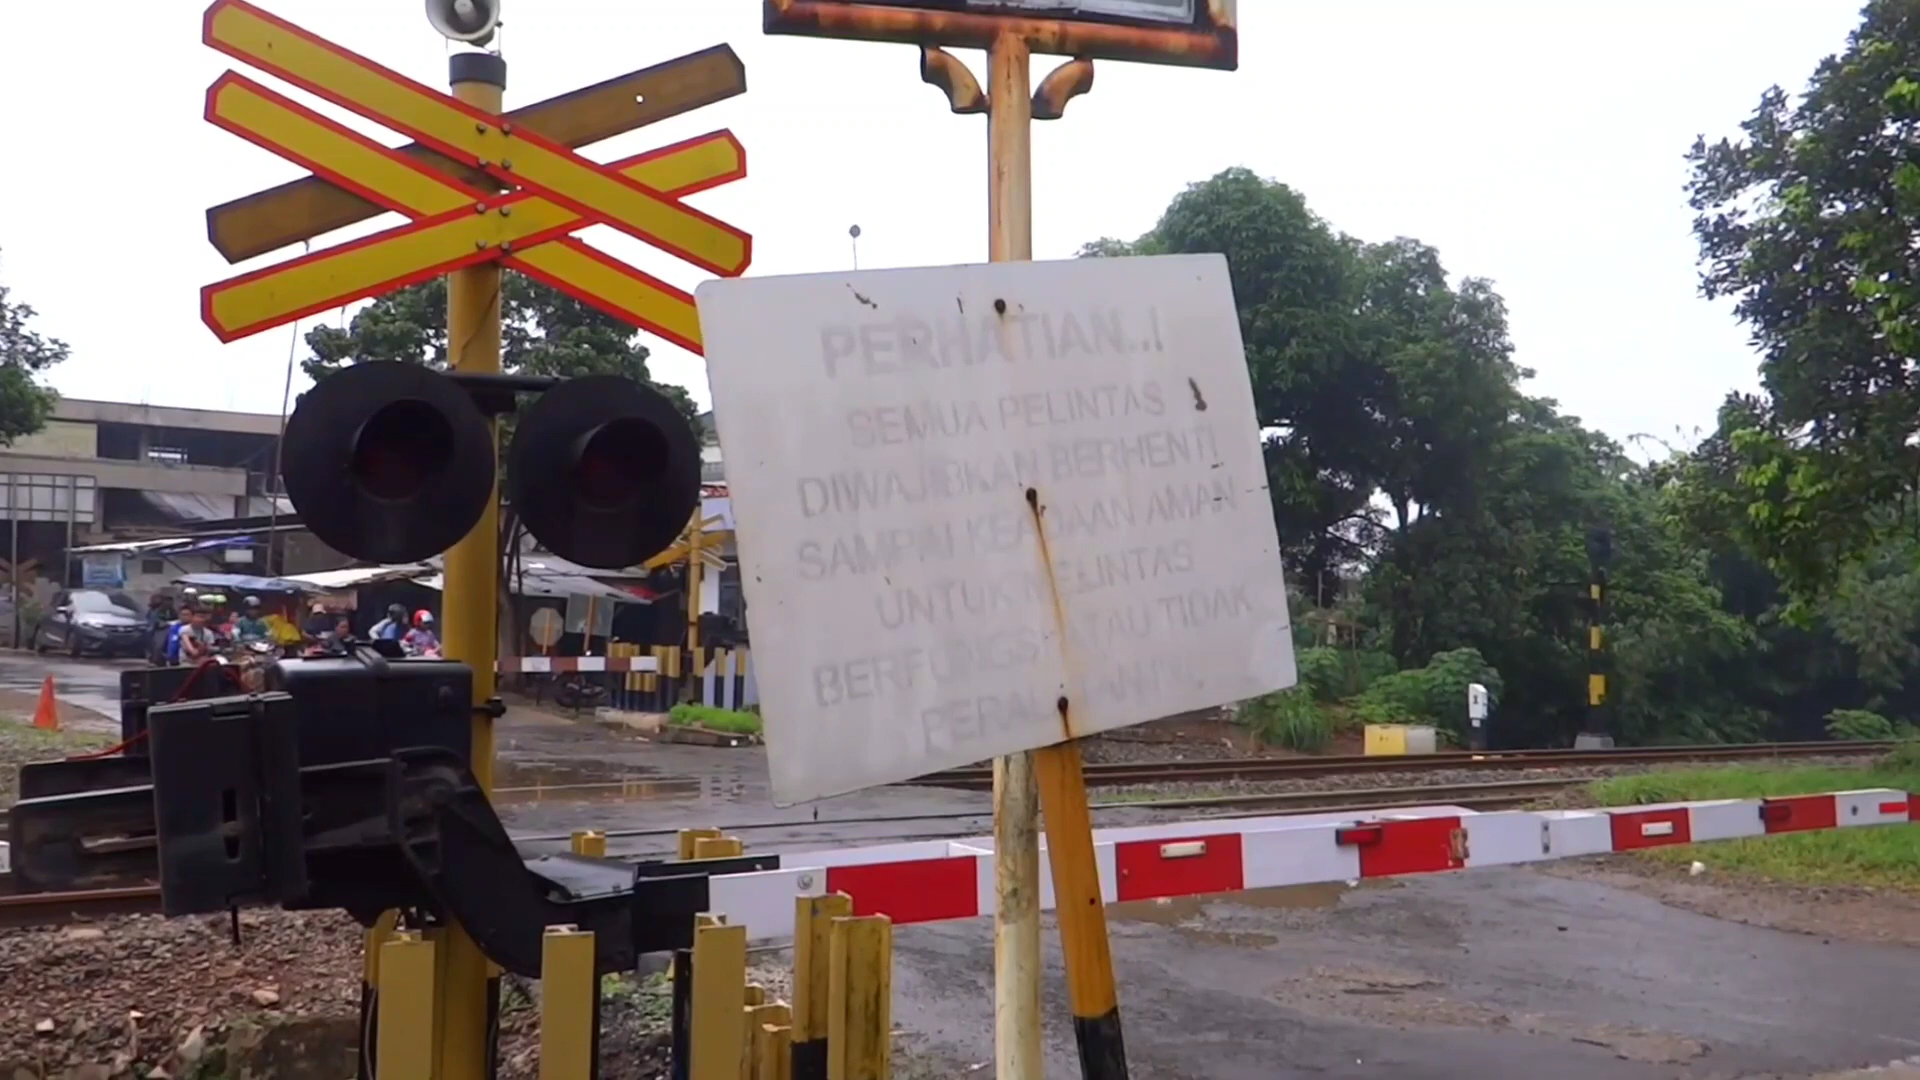 PERHATIAN..!
SEMUA PELINTAS
DIWAJIBKAN BERHENTI
SAMPAI KEADAAN AMAN
UNTUK MELINTAS
BERFUNGSI ATAU TIDAK